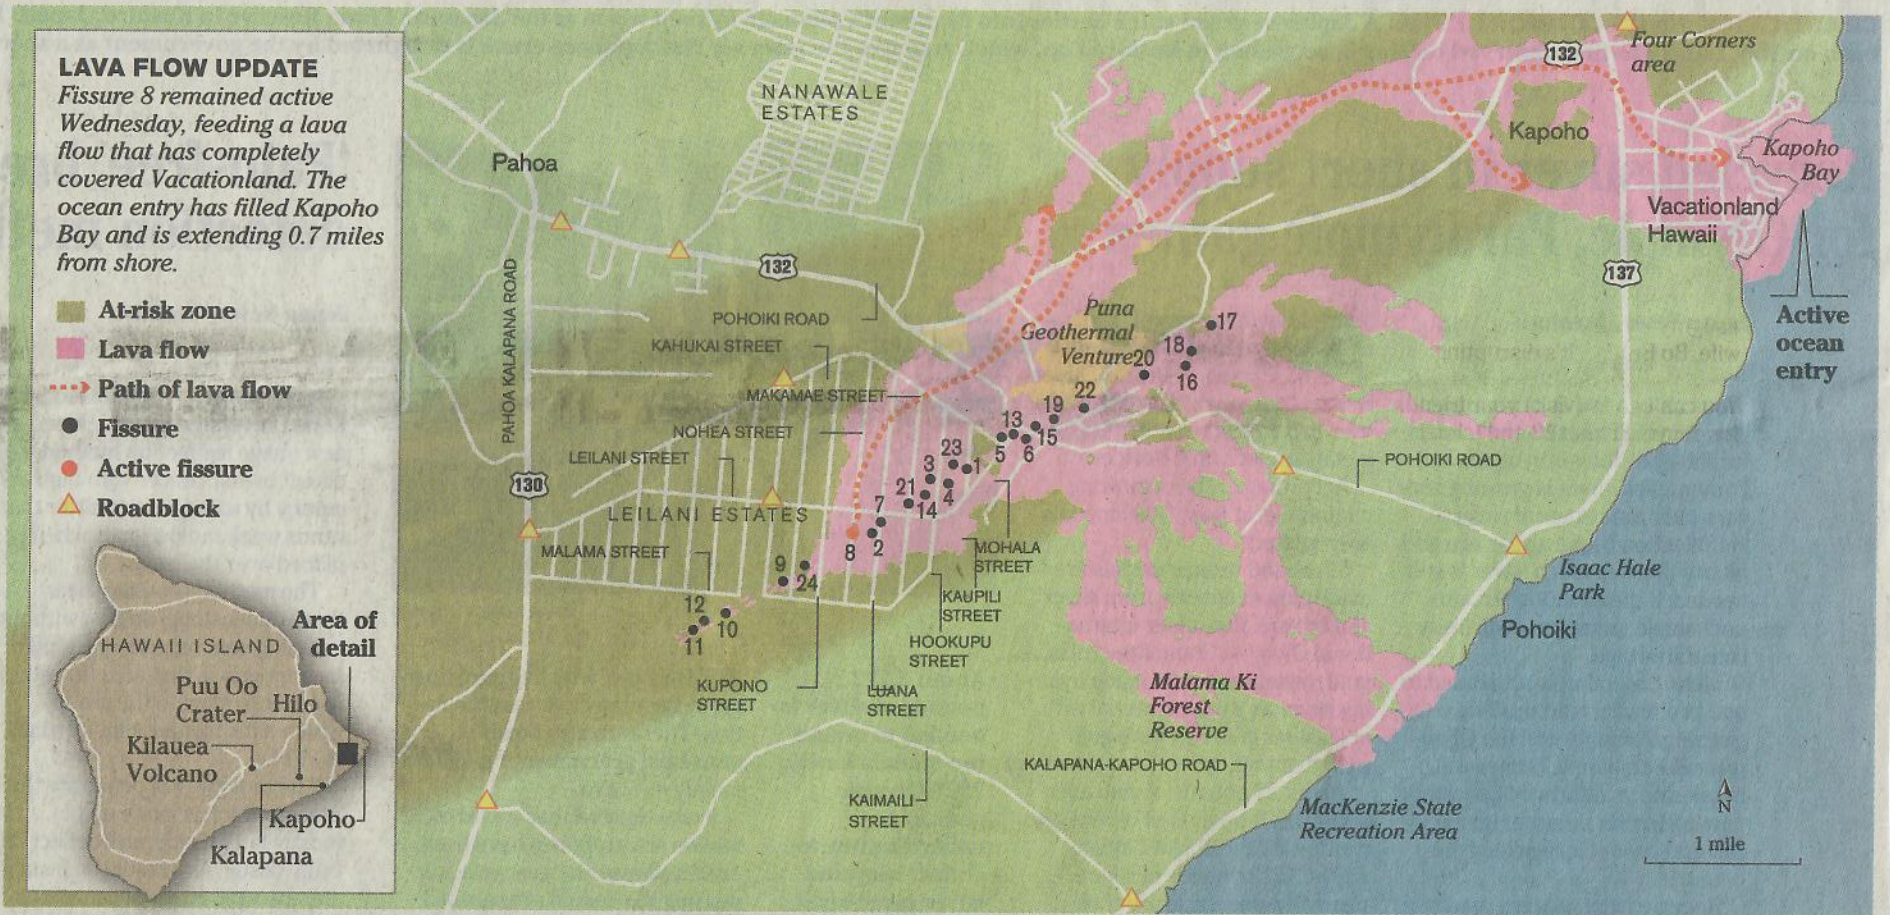 LAVA FLOW UPDATE
Fissure 8 remained active
Wednesday, feeding a lava
flow that has completely
covered Vacationland. The
ocean entry has filled Kapoho
Bay and is extending 0.7 miles
from shore.
At-risk zone
Lava flow
Path of lava flow
Fissure
Active fissure
Roadblock
HAWAII ISLAND
Area of
detail
Puu Oo
Crater
Hilo
Kilauea
Volcano
Kapoho
Kalapana
Pahoa
NANAWALE
ESTATES
132
PAHOA KALAPANA ROAD
130
POHOIKI ROAD
KAHUKAI STREET
MAKAMAE STREET
NOHEA STREET
LEILANI STREET
LEILANI ESTATES
MALAMA STREET
Puna
Geothermal
Venture
17
18
16
20
22
19
15
13
6
5
23
1
3
4
21
14
7
2
8
9
24
12
10
11
MOHALA
STREET
KAUPILI
STREET
HOOKUPU
STREET
LUANA
STREET
KUPONO
STREET
KAIMAILI
STREET
132
Four Corners
area
Kapoho
Kapoho
Bay
Vacationland
Hawaii
137
Active
ocean
entry
POHOIKI ROAD
Isaac Hale
Park
Pohoiki
Malama Ki
Forest
Reserve
KALAPANA-KAPOHO ROAD
MacKenzie State
Recreation Area
N
1 mile